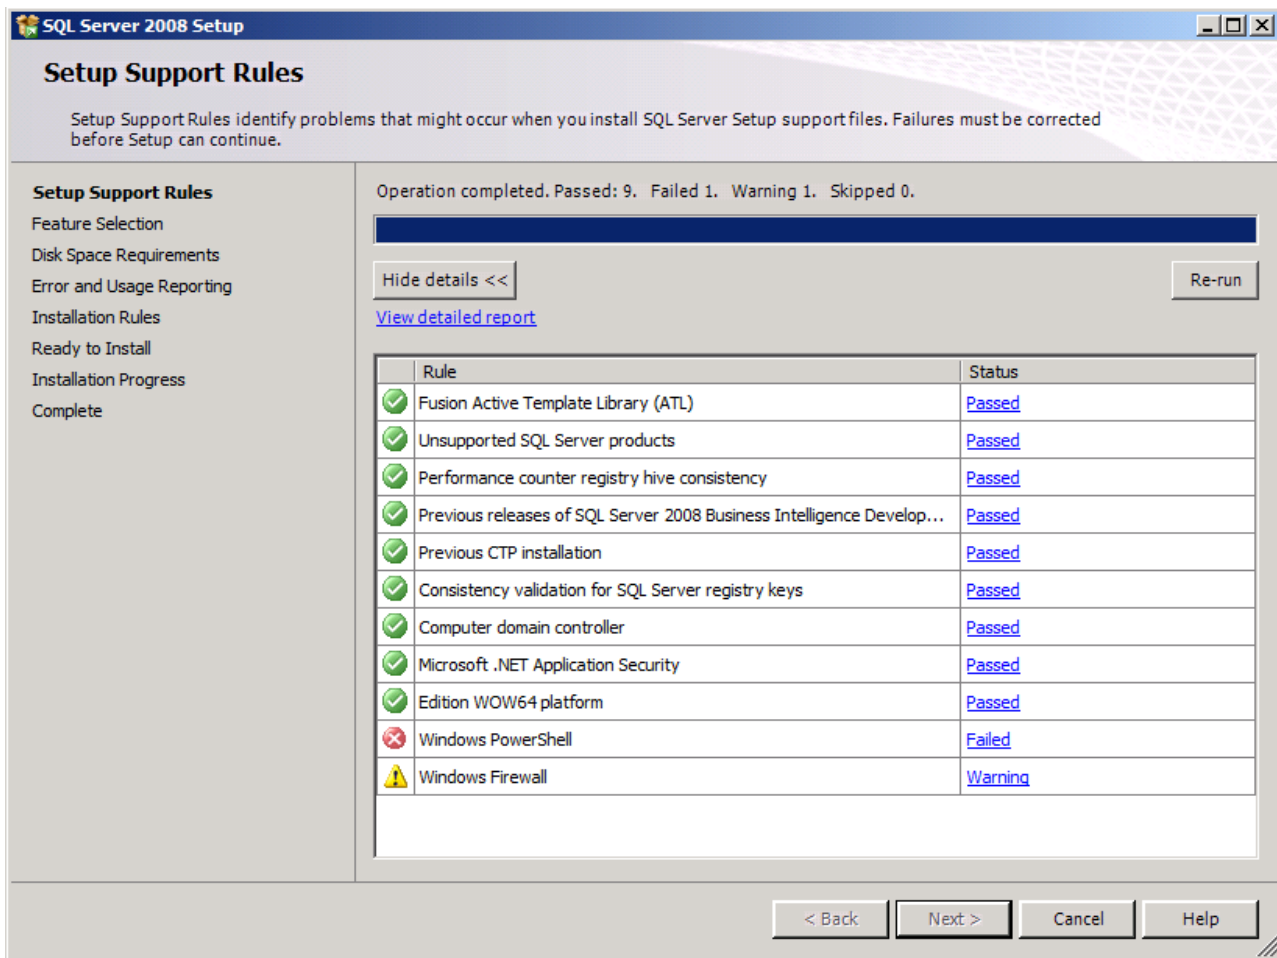 SQL Server 2008 Setup
Setup Support Rules
Setup Support Rules identify problems that might occur when you install SQL Server Setup support files. Failures must be corrected
before Setup can continue.
Setup Support Rules
Feature Selection
Disk Space Requirements
Error and Usage Reporting
Installation Rules
Ready to Install
Installation Progress
Complete
Operation completed. Passed: 9.   Failed 1.   Warning 1.   Skipped 0.
Hide details <<
Re-run
View detailed report
Rule Status
Fusion Active Template Library (ATL) Passed
Unsupported SQL Server products Passed
Performance counter registry hive consistency Passed
Previous releases of SQL Server 2008 Business Intelligence Develop... Passed
Previous CTP installation Passed
Consistency validation for SQL Server registry keys Passed
Computer domain controller Passed
Microsoft .NET Application Security Passed
Edition WOW64 platform Passed
Windows PowerShell Failed
Windows Firewall Warning
< Back Next > Cancel Help